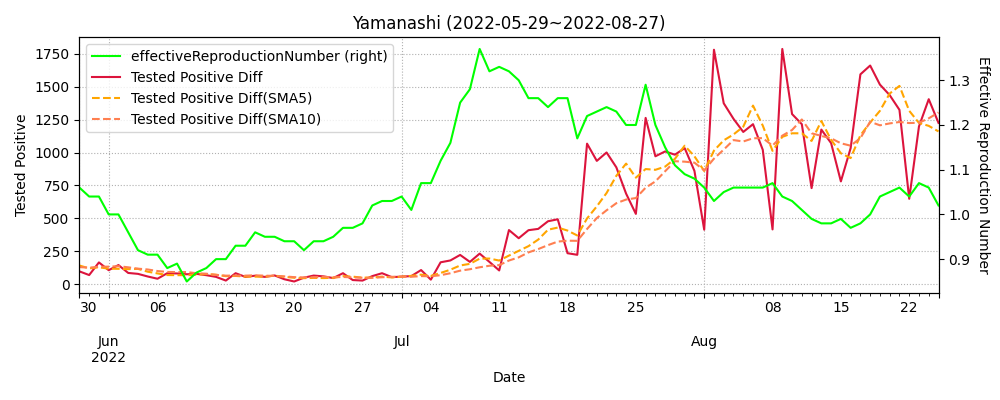 Yamanashi (2022-05-29~2022-08-27)
effectiveReproductionNumber (right)
Tested Positive Diff
Tested Positive Diff(SMA5)
Tested Positive Diff(SMA10)
Tested Positive
1750
1500
1250
1000
750
500
250
0
1.3
1.2
1.1
1.0
0.9
Effective Reproduction Number
30 06 13 20 27 04 11 18 25 08 15 22
Jun Jul Aug
2022
Date